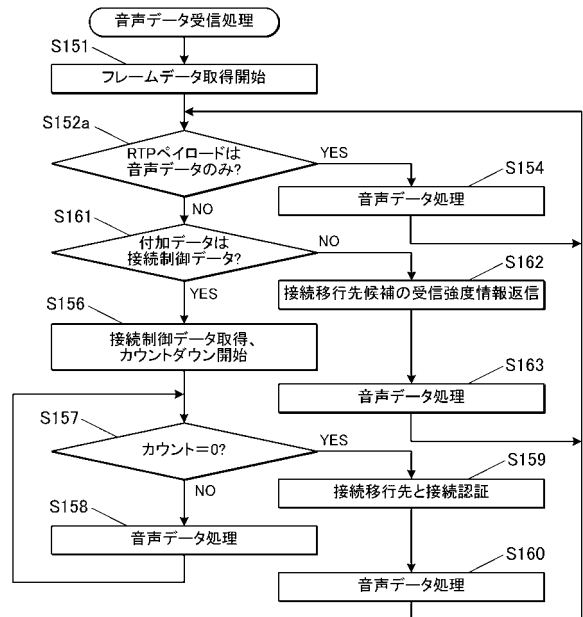 音声データ受信処理
S151
フレームデータ取得開始
S152a
RTPペイロードは
音声データのみ?
YES
S154
音声データ処理
NO
S161
付加データは
接続制御データ?
NO
S162
接続移行先候補の受信強度情報返信
YES
S156
接続制御データ取得、
カウントダウン開始
S163
音声データ処理
S157
カウント=0?
YES
S159
接続移行先と接続認証
NO
S158
音声データ処理
S160
音声データ処理